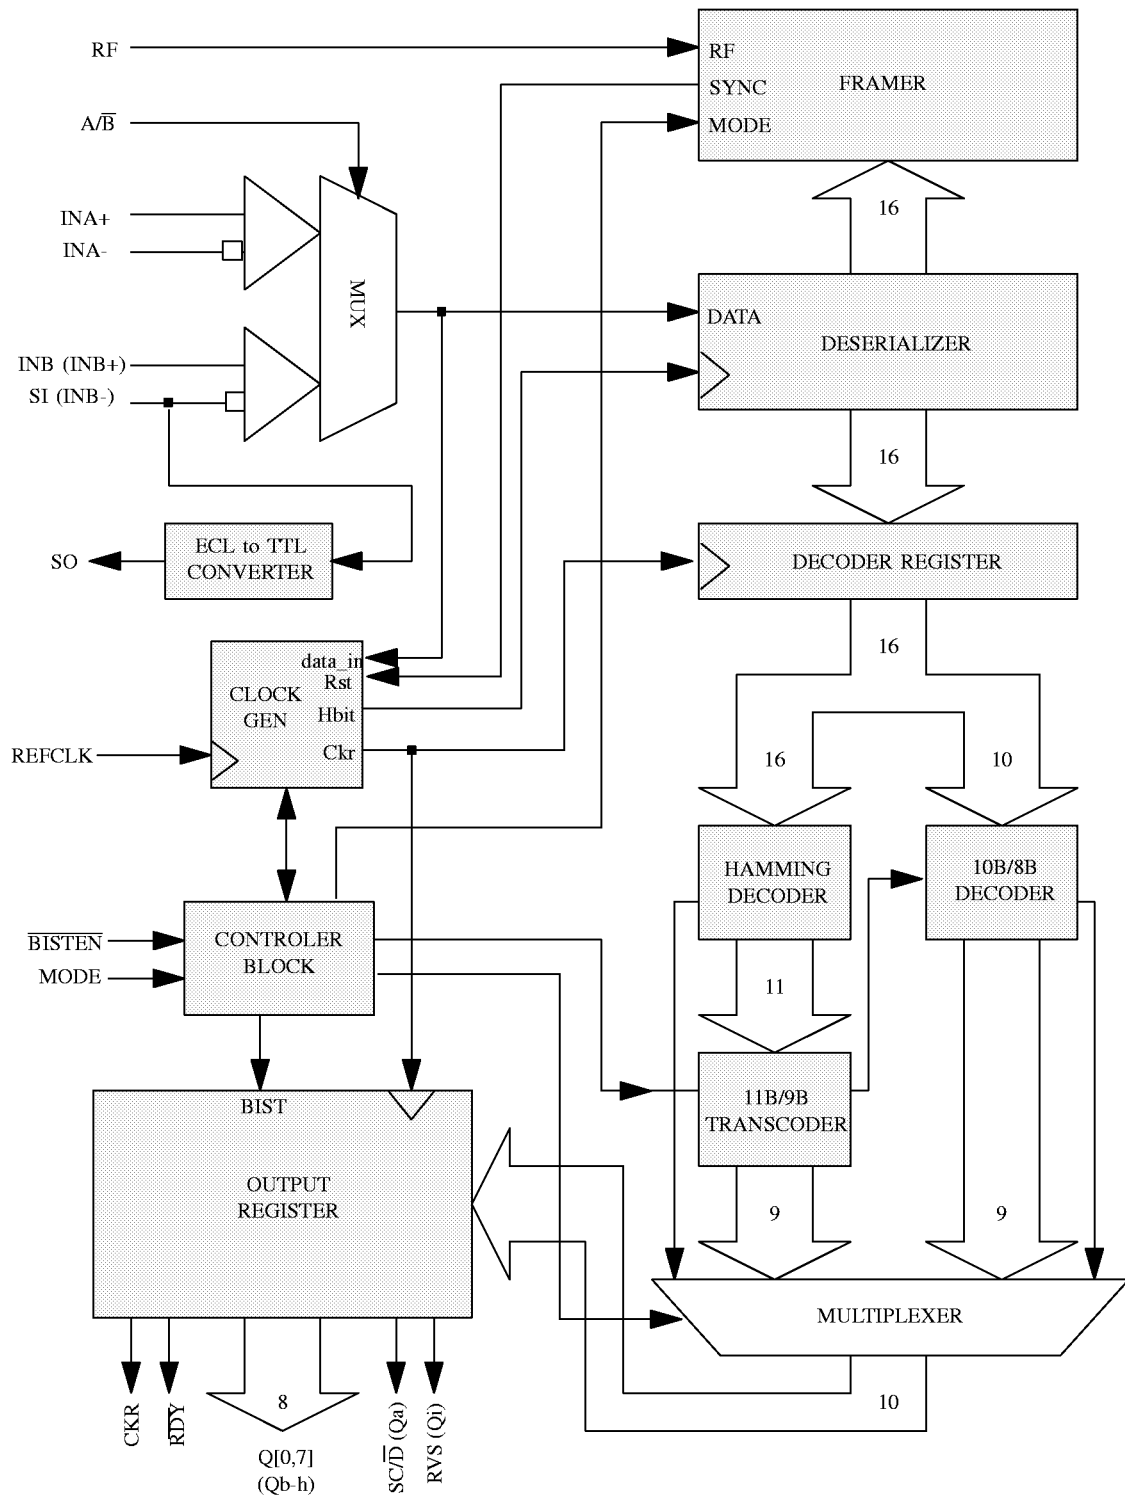 RF
RF
SYNC
MODE
FRAMER
A/B̅
16
INA+
INA-
MUX
DATA
DESERIALIZER
INB (INB+)
SI (INB-)
16
ECL to TTL
CONVERTER
SO
DECODER REGISTER
16
data_in
Rst
CLOCK
GEN
Hbit
Ckr
REFCLK
16
10
HAMMING
DECODER
10B/8B
DECODER
BISTEN
MODE
CONTROLER
BLOCK
11
BIST
11B/9B
TRANSCODER
OUTPUT
REGISTER
9
9
MULTIPLEXER
10
8
CKR
RDY
Q[0,7]
(Qb-h)
SC/D̅ (Qa)
RVS (Qi)